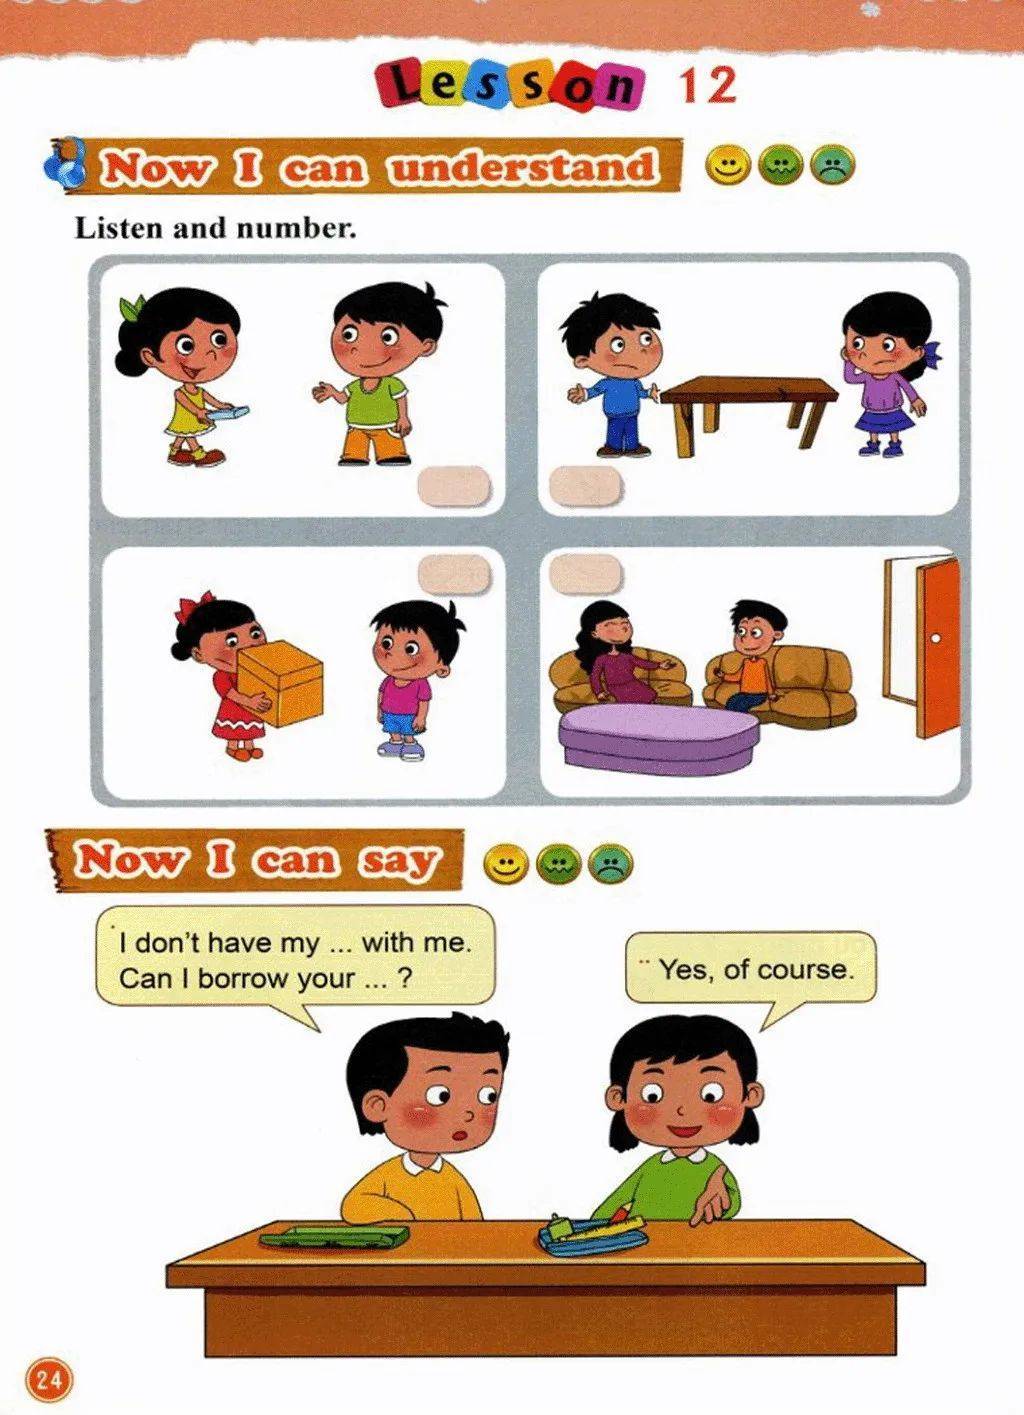 Lesson 12
Now I can understand
Listen and number.
Now I can say
I don't have my ... with me.
Can I borrow your ... ?
Yes, of course.
24